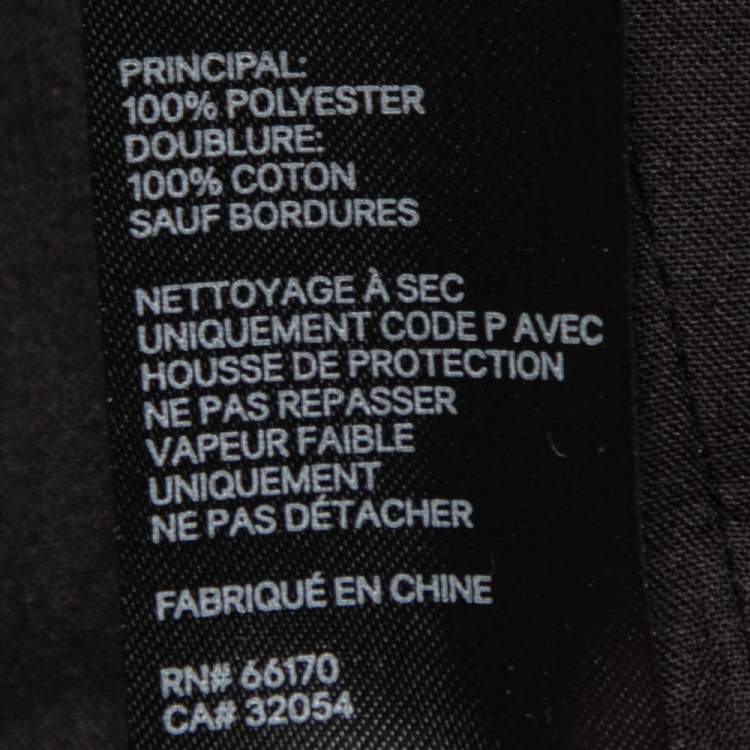 PRINCIPAL:
100% POLYESTER
DOUBLURE:
100% COTON
SAUF BORDURES
NETTOYAGE À SEC
UNIQUEMENT CODE P AVEC
HOUSSE DE PROTECTION
NE PAS REPASSER
VAPEUR FAIBLE
UNIQUEMENT
NE PAS DÉTACHER
FABRIQUÉ EN CHINE
RN# 66170
CA# 32054